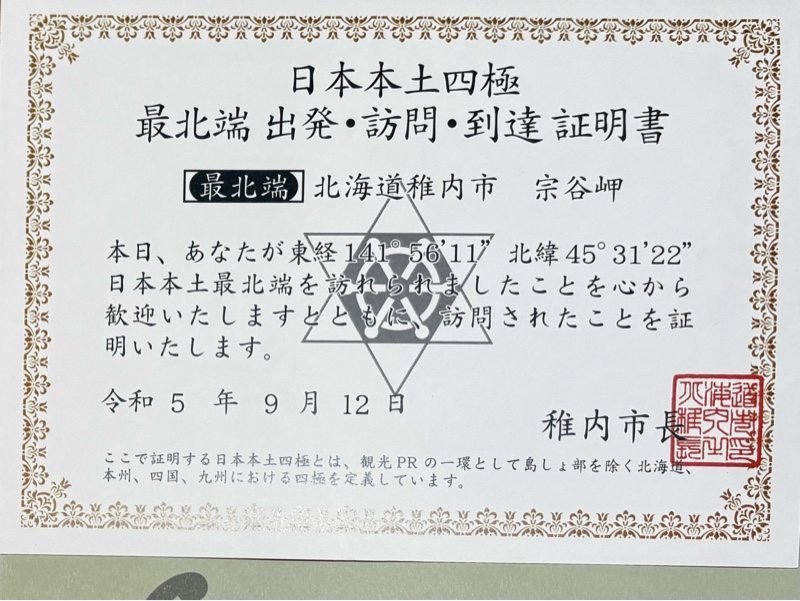 日本本土四極
最北端 出発・訪問・到達 証明書
最北端 北海道稚内市 宗谷岬
本日、あなたが東経141°56’11” 北緯45°31’22”
日本本土最北端を訪れられましたことを心から
歓迎いたしますとともに、訪問されたことを証
明いたします。
令和 5 年 9 月 12 日
稚内市長
ここで証明する日本本土四極とは、観光PRの一環として島しょ部を除く北海道、
本州、四国、九州における四極を定義しています。